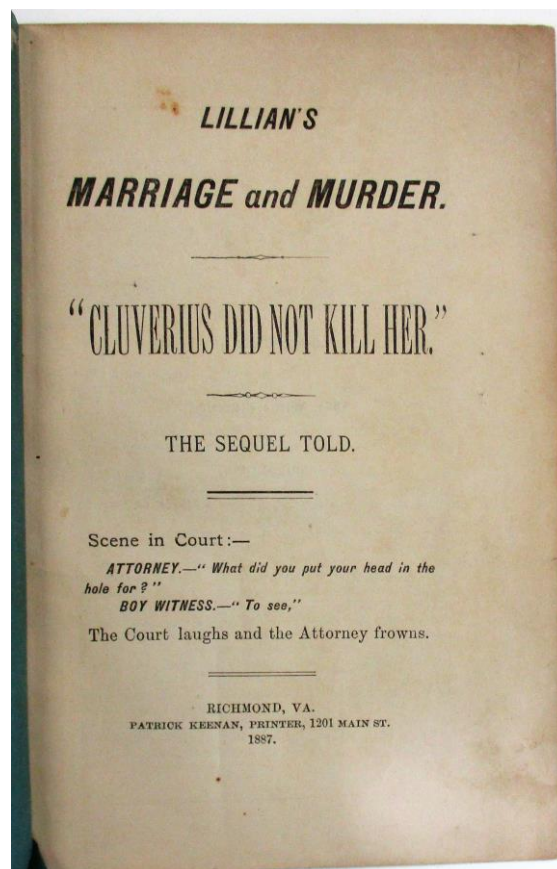 LILLIAN'S
MARRIAGE and MURDER.
"CLUVERIUS DID NOT KILL HER."
THE SEQUEL TOLD.
Scene in Court:—
ATTORNEY.—" What did you put your head in the
hole for ? "
BOY WITNESS.—" To see,"
The Court laughs and the Attorney frowns.
RICHMOND, VA.
PATRICK KEENAN, PRINTER, 1201 MAIN ST.
1887.